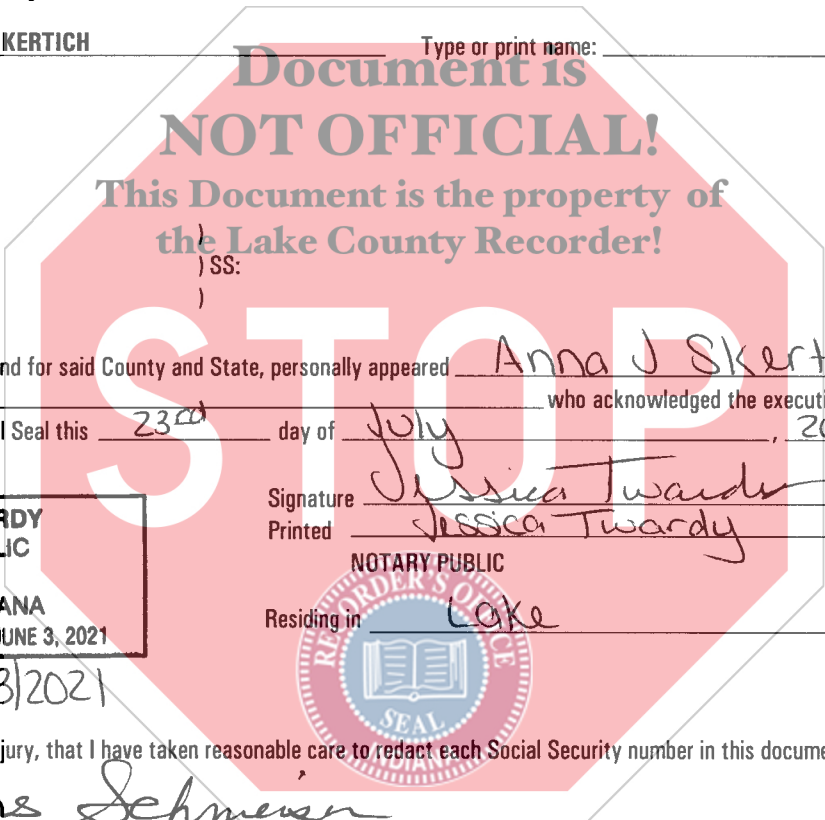 KERTICH Type or print name:
Document is
NOT OFFICIAL!
This Document is the property of
the Lake County Recorder!
)
) SS:
)
STOP
nd for said County and State, personally appeared Anna J Skert
who acknowledged the executi
l Seal this 23rd day of July, 20
Signature Jessica Twardy
RDY
Printed Jessica Twardy
LIC
NOTARY PUBLIC
RECORDER'S OFFICE
ANA
Residing in Lake
JUNE 3, 2021
3/2021
SEAL
INDIANA
jury, that I have taken reasonable care to redact each Social Security number in this docume